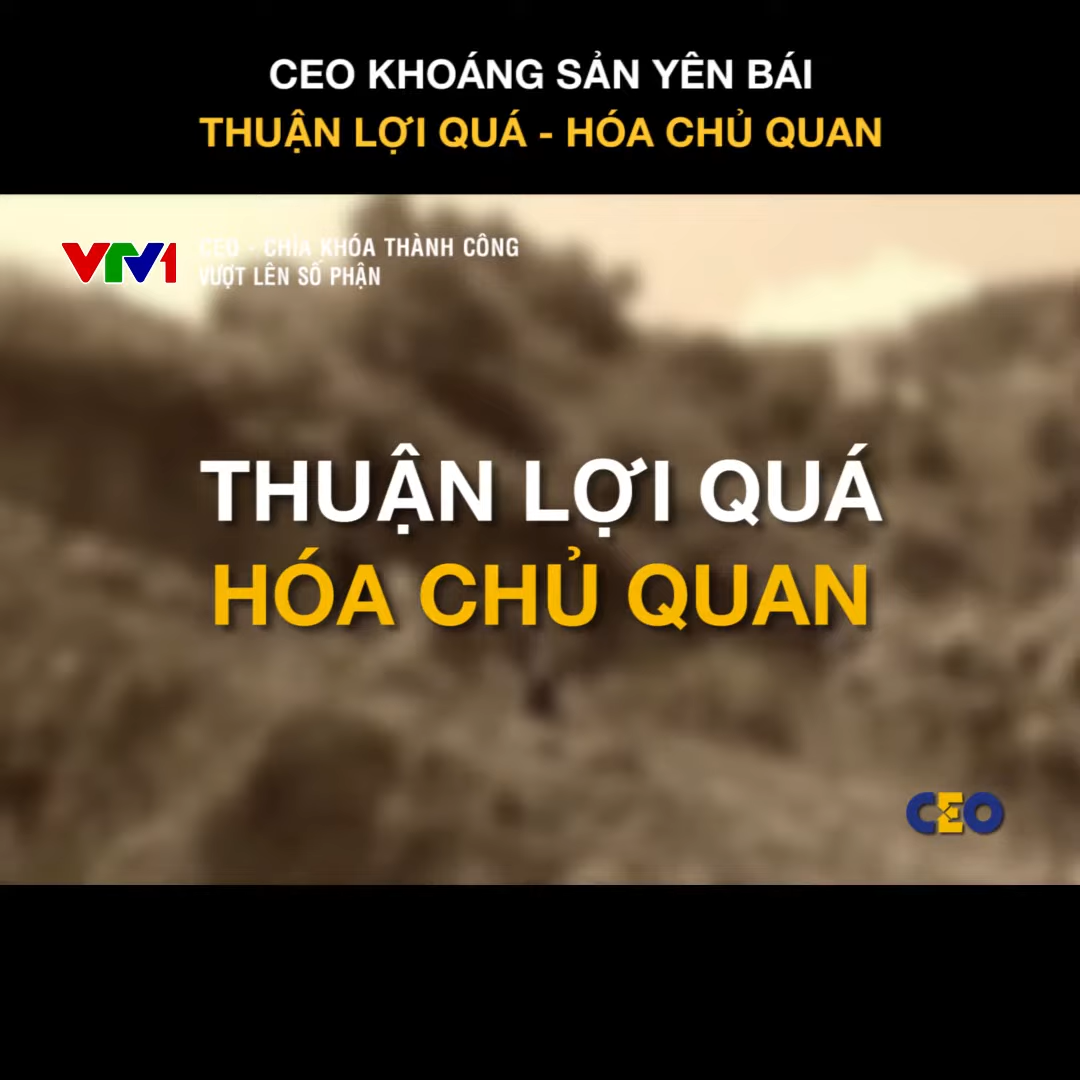 CEO KHOÁNG SẢN YÊN BÁI
THUẬN LỢI QUÁ - HÓA CHỦ QUAN
VTV1
CEO - CHÌA KHÓA THÀNH CÔNG
VƯỢT LÊN SỐ PHẬN
THUẬN LỢI QUÁ
HÓA CHỦ QUAN
CEO